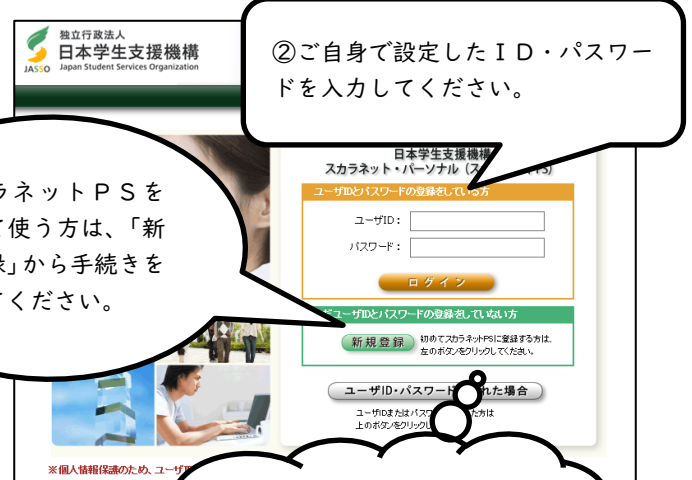 独立行政法人
日本学生支援機構
JASSO Japan Student Services Organization
②ご自身で設定したＩＤ・パスワー
ドを入力してください。
ラネットＰＳを
て使う方は、「新
録」から手続きを
てください。
日本学生支援機構
スカラネット・パーソナル（ス PS)
ユーザIDとパスワードの登録をしている方
ユーザID：
パスワード：
ログイン
ユーザIDとパスワードの登録をしていない方
新規登録 初めてスカラネットPSに登録する方は、
左のボタンをクリックしてください。
ユーザID・パスワード れた場合
ユーザIDまたはパスワ た方は
上のボタンをクリックし
※個人情報保護のため、ユーザI